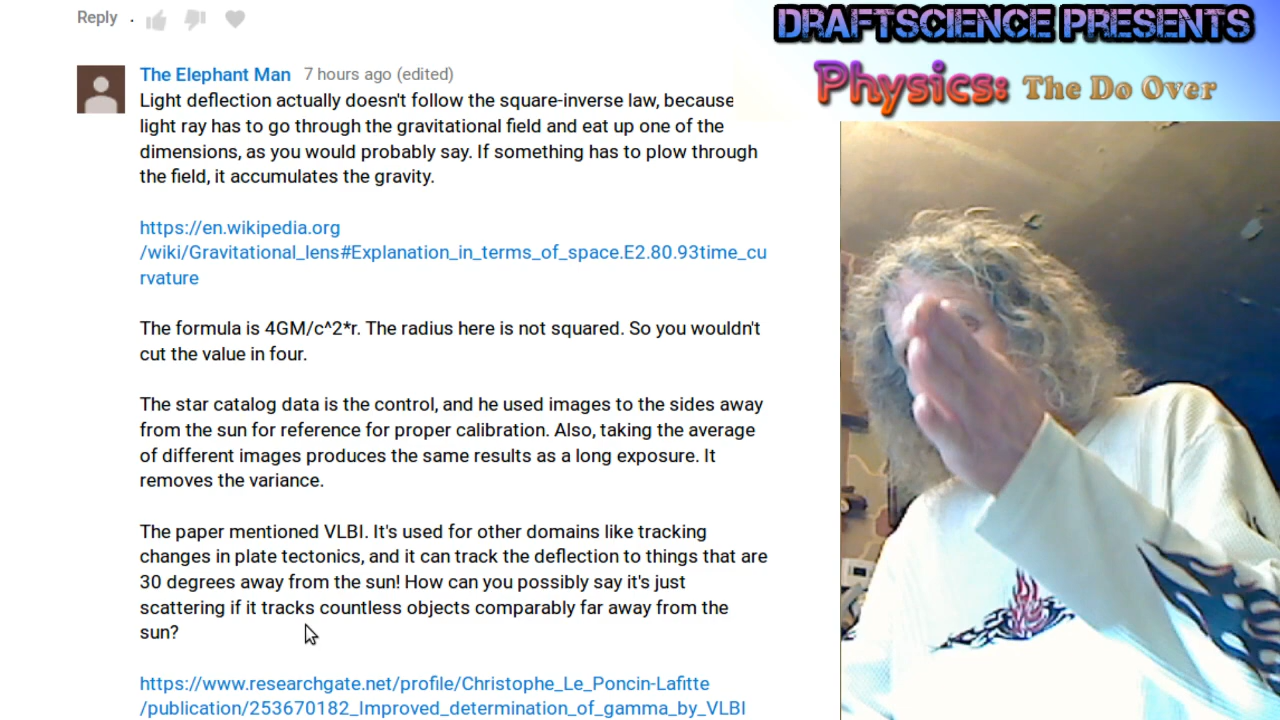 Reply .
DRAFTSCIENCE PRESENTS
Physics: The Do Over
The Elephant Man 7 hours ago (edited)
Light deflection actually doesn't follow the square-inverse law, because
light ray has to go through the gravitational field and eat up one of the
dimensions, as you would probably say. If something has to plow through
the field, it accumulates the gravity.
https://en.wikipedia.org
/wiki/Gravitational_lens#Explanation_in_terms_of_space.E2.80.93time_cu
rvature
The formula is 4GM/c^2*r. The radius here is not squared. So you wouldn't
cut the value in four.
The star catalog data is the control, and he used images to the sides away
from the sun for reference for proper calibration. Also, taking the average
of different images produces the same results as a long exposure. It
removes the variance.
The paper mentioned VLBI. It's used for other domains like tracking
changes in plate tectonics, and it can track the deflection to things that are
30 degrees away from the sun! How can you possibly say it's just
scattering if it tracks countless objects comparably far away from the
sun?
https://www.researchgate.net/profile/Christophe_Le_Poncin-Lafitte
/publication/253670182_Improved_determination_of_gamma_by_VLBI